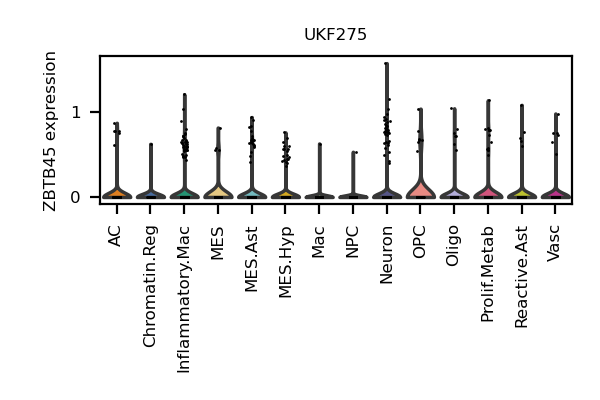 UKF275
ZBTB45 expression
1
0
AC
Chromatin.Reg
Inflammatory.Mac
MES
MES.Ast
MES.Hyp
Mac
NPC
Neuron
OPC
Oligo
Prolif.Metab
Reactive.Ast
Vasc